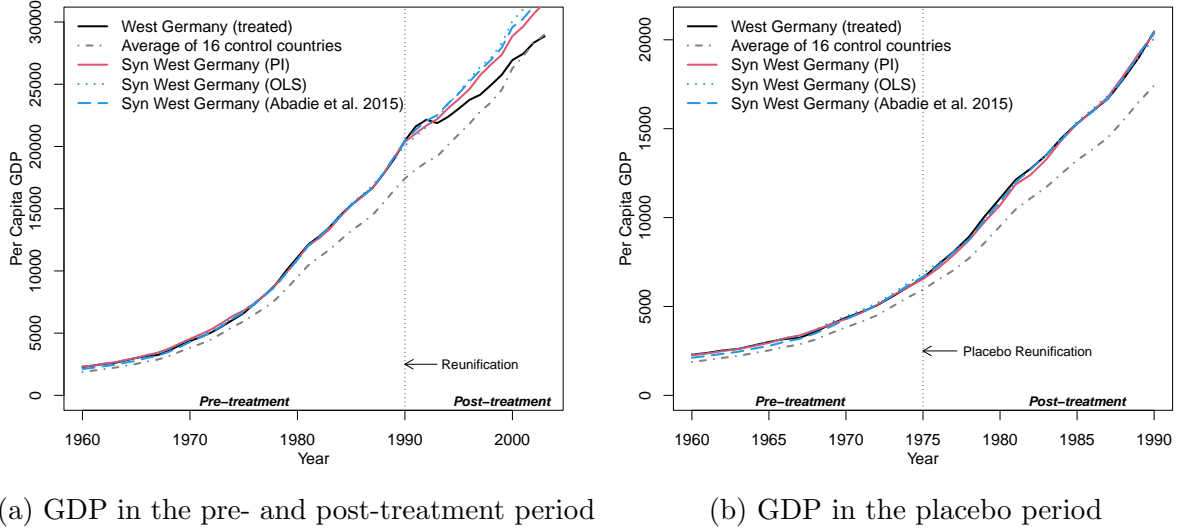 West Germany (treated)
Average of 16 control countries
Syn West Germany (PI)
Syn West Germany (OLS)
Syn West Germany (Abadie et al. 2015)
Per Capita GDP
0
5000
10000
15000
20000
25000
30000
Reunification
Pre−treatment
Post−treatment
1960
1970
1980
1990
2000
Year
(a) GDP in the pre- and post-treatment period
West Germany (treated)
Average of 16 control countries
Syn West Germany (PI)
Syn West Germany (OLS)
Syn West Germany (Abadie et al. 2015)
Per Capita GDP
0
5000
10000
15000
20000
Placebo Reunification
Pre−treatment
Post−treatment
1960
1965
1970
1975
1980
1985
1990
Year
(b) GDP in the placebo period